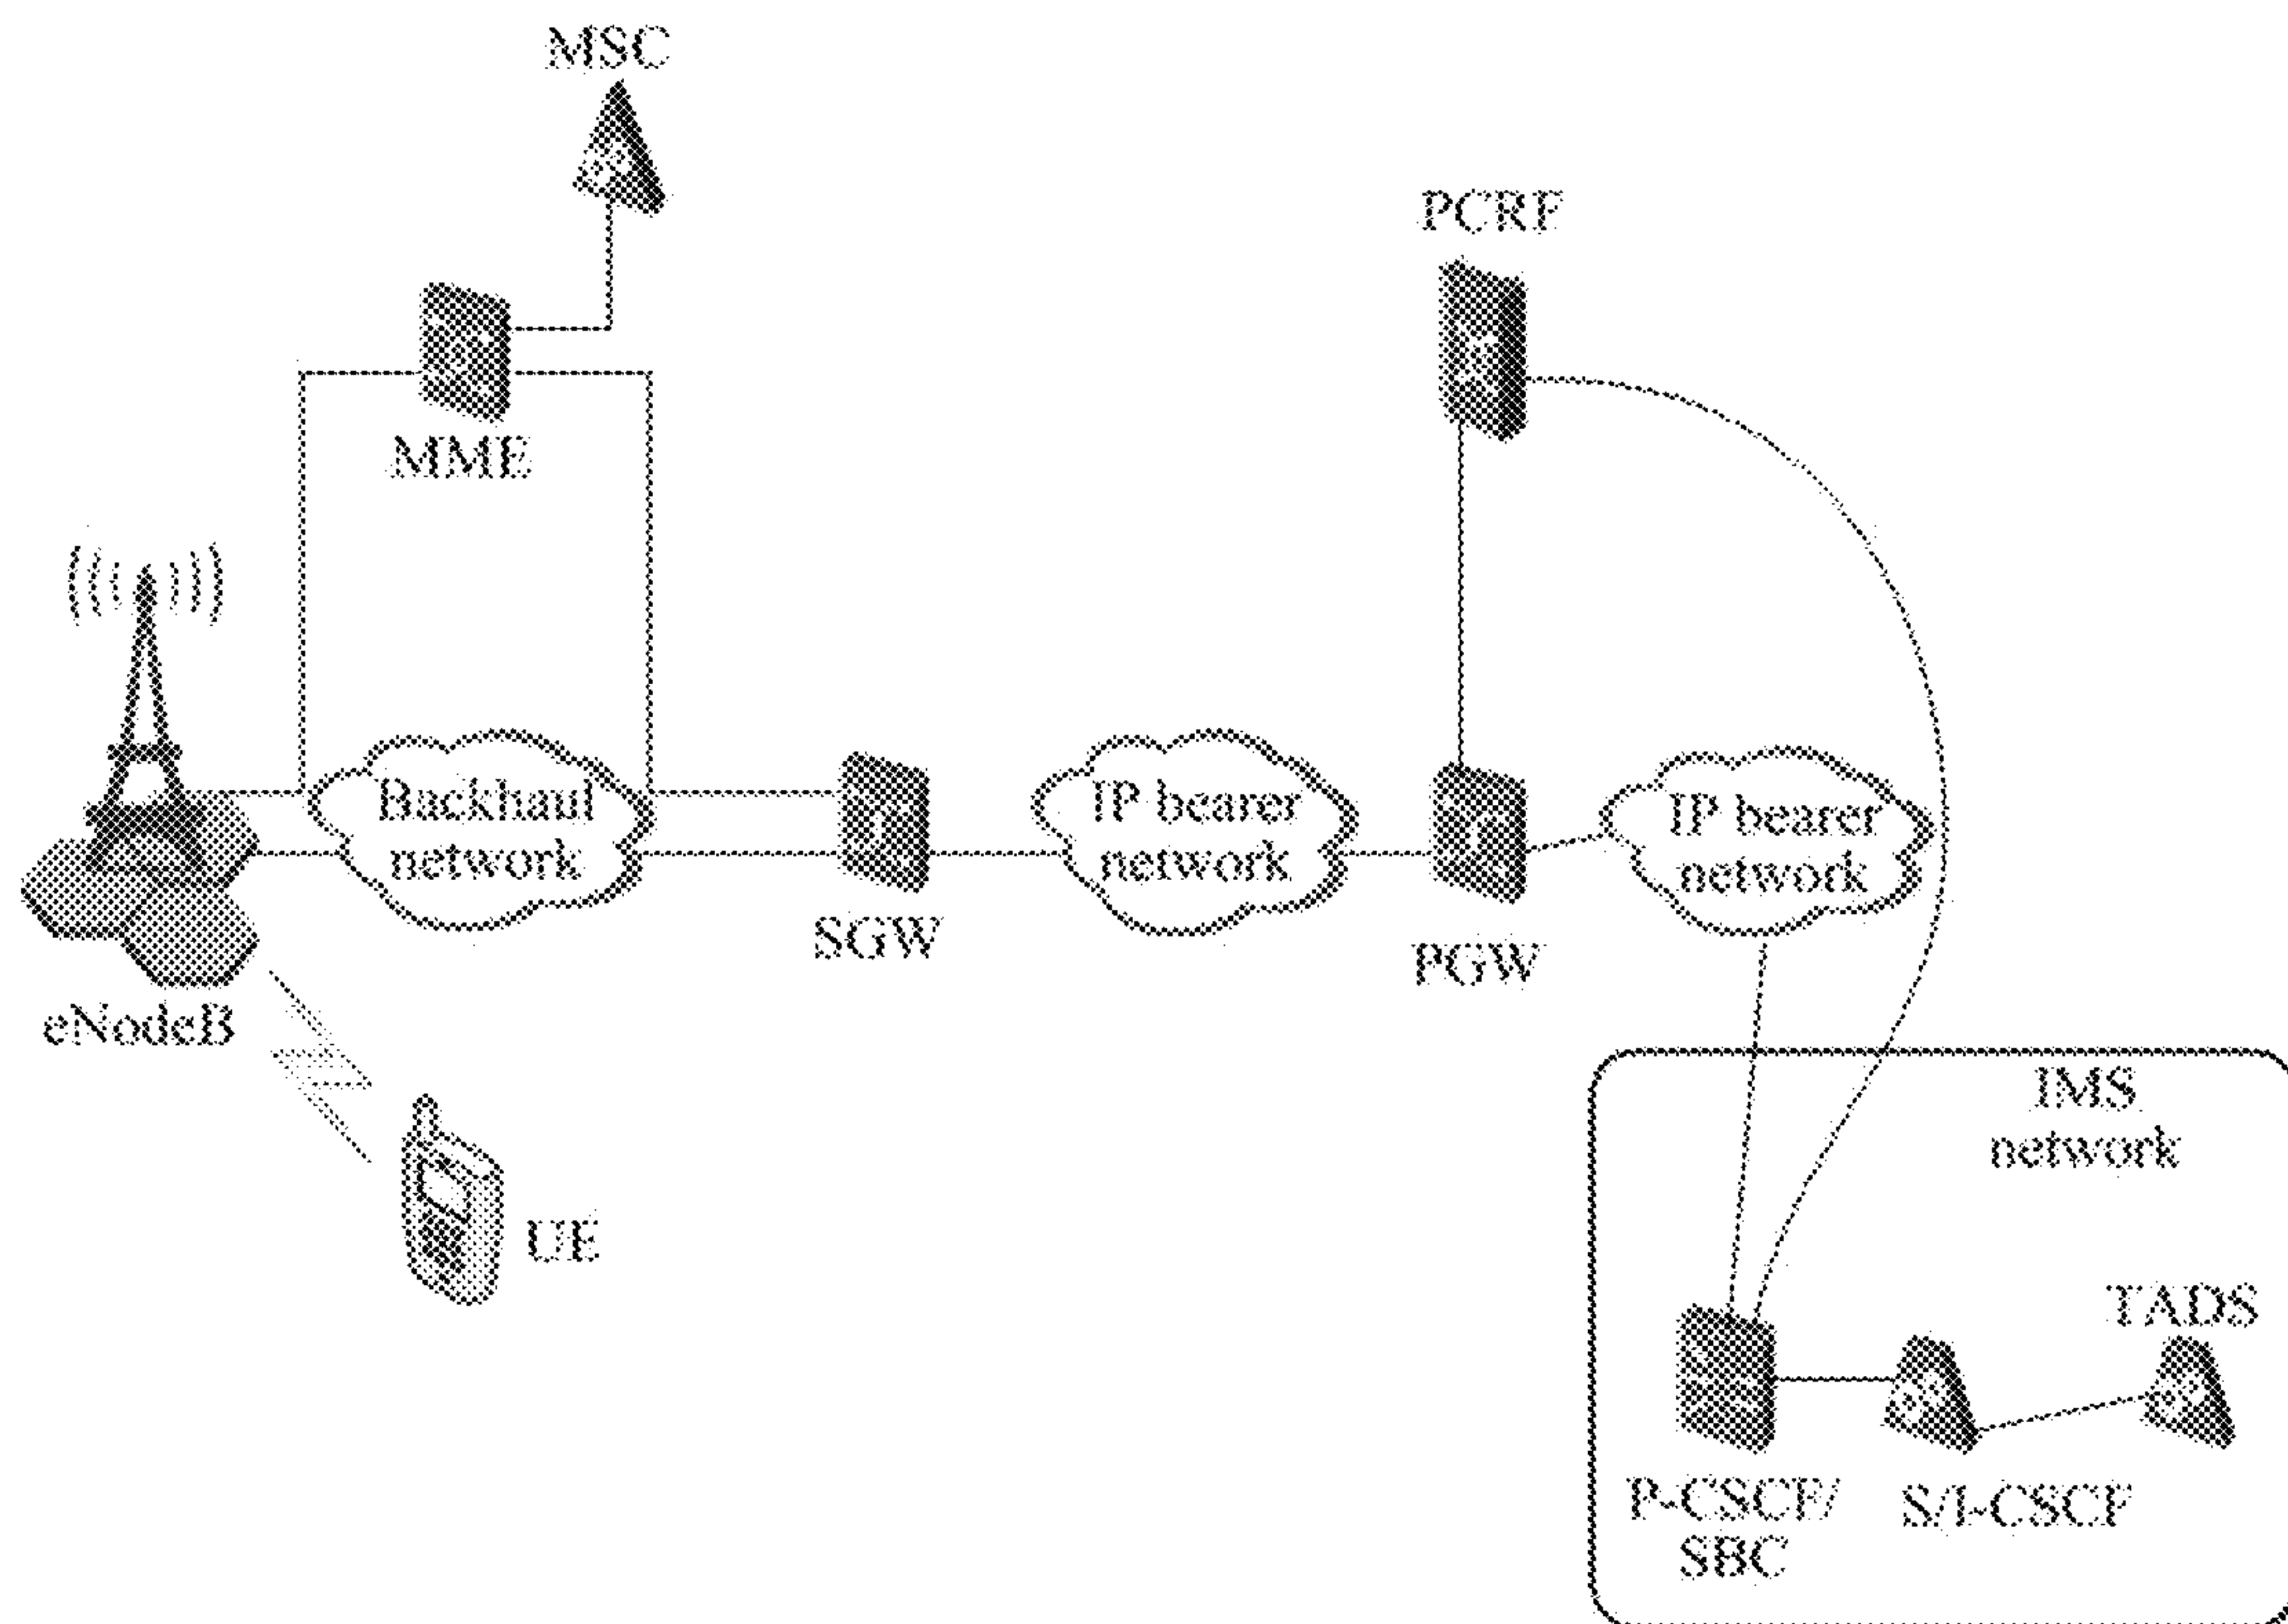 MSC
PCRF
MME
Backhaul
network
IP bearer
network
IP bearer
network
SGW
PGW
eNodeB
IMS
network
UE
TADS
P-CSCF/
SBC
S/I-CSCF